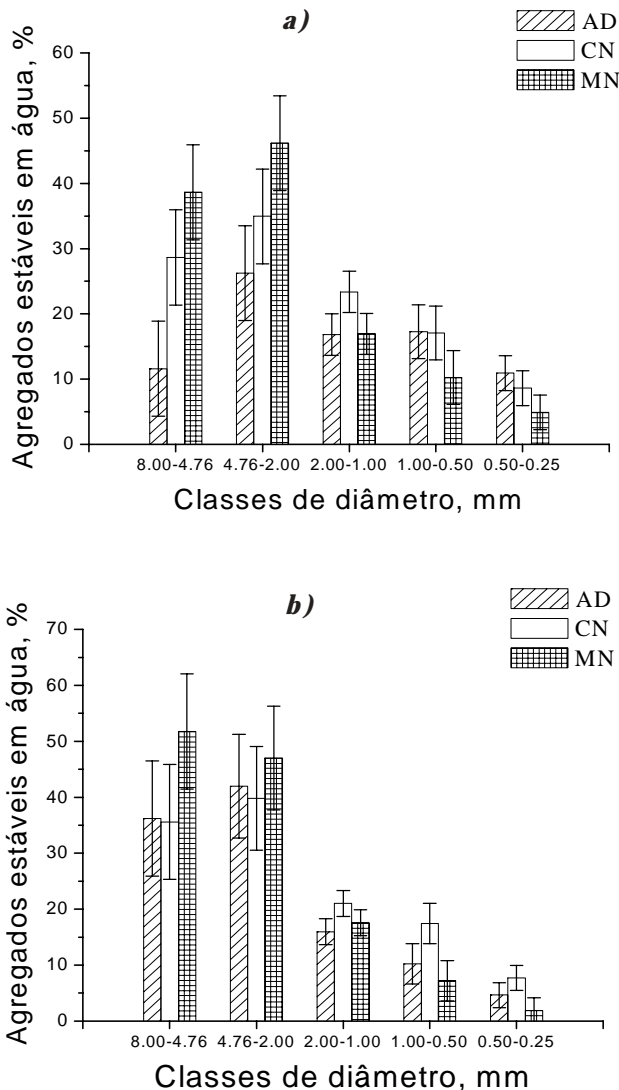 a)
AD
CN
MN
Agregados estáveis em água, %
60
50
40
30
20
10
0
8.00-4.76 4.76-2.00 2.00-1.00 1.00-0.50 0.50-0.25
Classes de diâmetro, mm
b)
AD
CN
MN
Agregados estáveis em água, %
70
60
50
40
30
20
10
0
8.00-4.76 4.76-2.00 2.00-1.00 1.00-0.50 0.50-0.25
Classes de diâmetro, mm